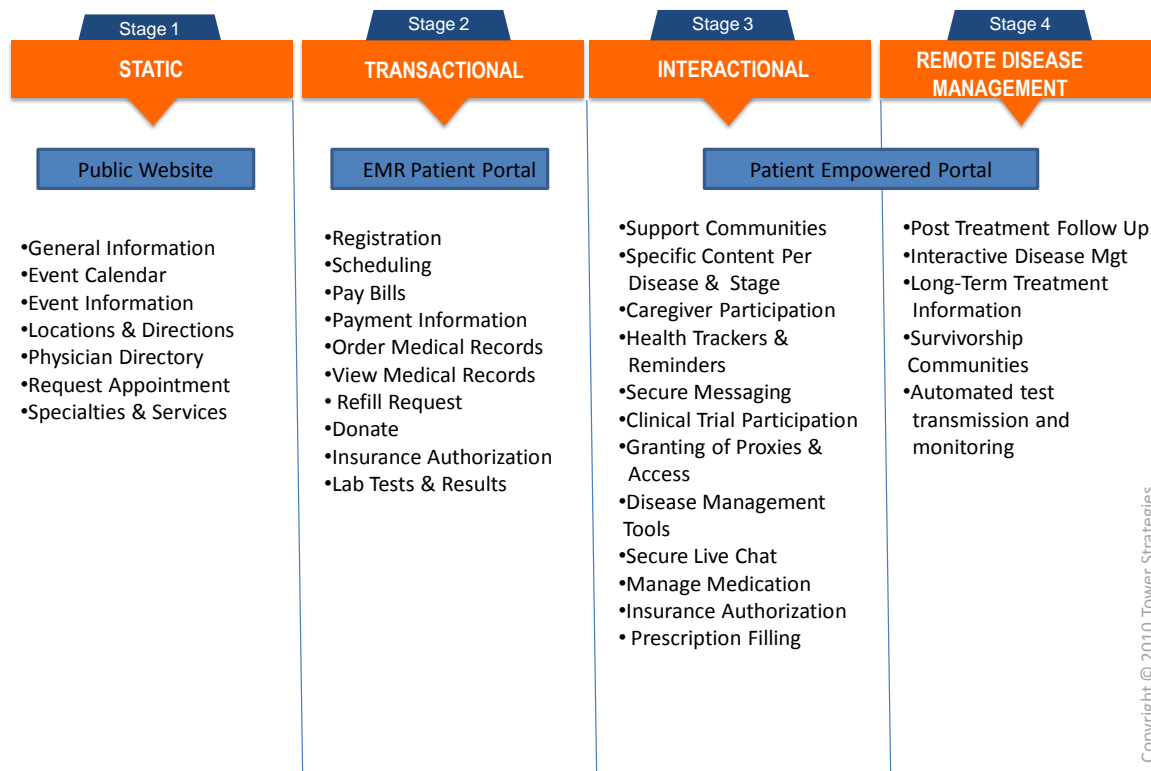 Stage 1
STATIC
Public Website
•General Information
•Event Calendar
•Event Information
•Locations & Directions
•Physician Directory
•Request Appointment
•Specialties & Services
Stage 2
TRANSACTIONAL
EMR Patient Portal
•Registration
•Scheduling
•Pay Bills
•Payment Information
•Order Medical Records
•View Medical Records
• Refill Request
•Donate
•Insurance Authorization
•Lab Tests & Results
Stage 3
INTERACTIONAL
Patient Empowered Portal
•Support Communities
•Specific Content Per
Disease & Stage
•Caregiver Participation
•Health Trackers &
Reminders
•Secure Messaging
•Clinical Trial Participation
•Granting of Proxies &
Access
•Disease Management
Tools
•Secure Live Chat
•Manage Medication
•Insurance Authorization
• Prescription Filling
Stage 4
REMOTE DISEASE
MANAGEMENT
•Post Treatment Follow Up
•Interactive Disease Mgt
•Long-Term Treatment
Information
•Survivorship
Communities
•Automated test
transmission and
monitoring
Copyright © 2010 Tower Strategies